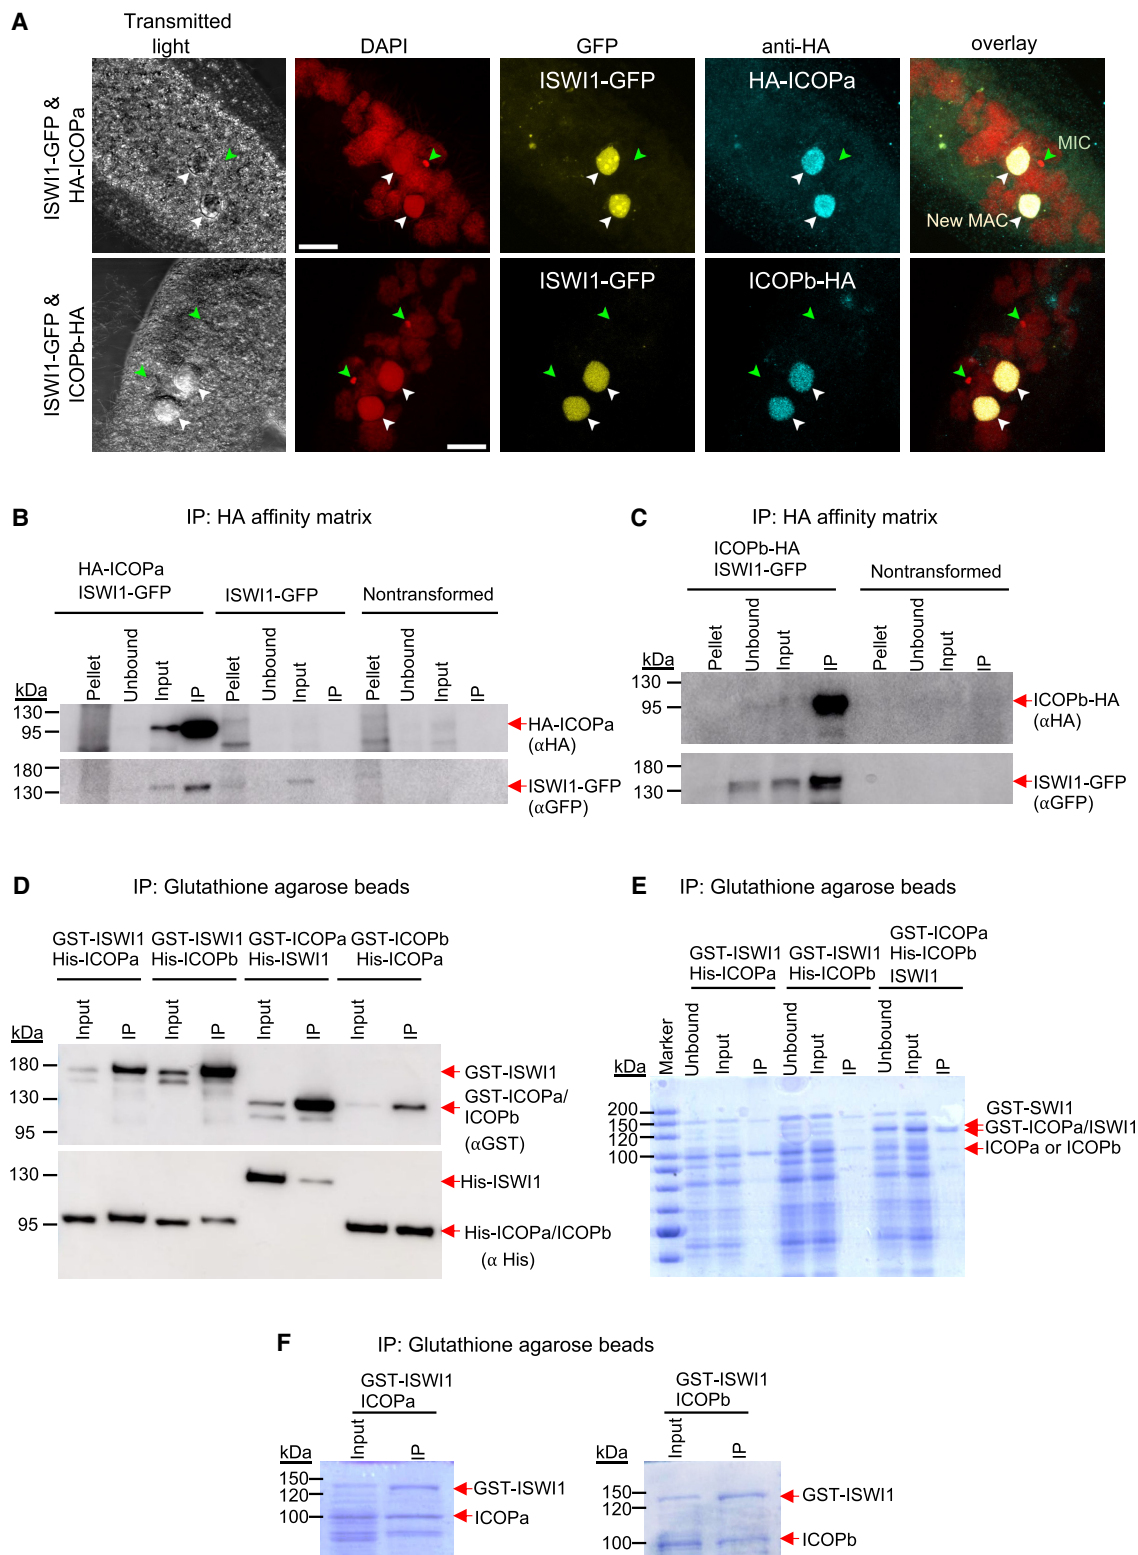 A
Transmitted light
DAPI
GFP
anti-HA
overlay
ISWI1-GFP & HA-ICOPa
ISWI1-GFP
HA-ICOPa
MIC
New MAC
ISWI1-GFP & ICOPb-HA
ISWI1-GFP
ICOPb-HA
B
IP: HA affinity matrix
HA-ICOPa
ISWI1-GFP
ISWI1-GFP
Nontransformed
Pellet
Unbound
Input
IP
Pellet
Unbound
Input
IP
Pellet
Unbound
Input
IP
kDa
130
95
HA-ICOPa
(αHA)
180
130
ISWI1-GFP
(αGFP)
C
IP: HA affinity matrix
ICOPb-HA
ISWI1-GFP
Nontransformed
Pellet
Unbound
Input
IP
Pellet
Unbound
Input
IP
kDa
130
95
ICOPb-HA
(αHA)
180
130
ISWI1-GFP
(αGFP)
D
IP: Glutathione agarose beads
GST-ISWI1
His-ICOPa
GST-ISWI1
His-ICOPb
GST-ICOPa
His-ISWI1
GST-ICOPb
His-ICOPa
Input
IP
Input
IP
Input
IP
Input
IP
kDa
180
130
95
GST-ISWI1
GST-ICOPa/
ICOPb
(αGST)
130
95
His-ISWI1
His-ICOPa/ICOPb
(α His)
E
IP: Glutathione agarose beads
GST-ISWI1
His-ICOPa
GST-ISWI1
His-ICOPb
GST-ICOPa
His-ICOPb
ISWI1
Marker
Unbound
Input
IP
Unbound
Input
IP
Unbound
Input
IP
kDa
200
150
120
100
GST-SWI1
GST-ICOPa/ISWI1
ICOPa or ICOPb
F
IP: Glutathione agarose beads
GST-ISWI1
ICOPa
Input
IP
kDa
150
120
100
GST-ISWI1
ICOPa
GST-ISWI1
ICOPb
Input
IP
kDa
150
120
100
GST-ISWI1
ICOPb